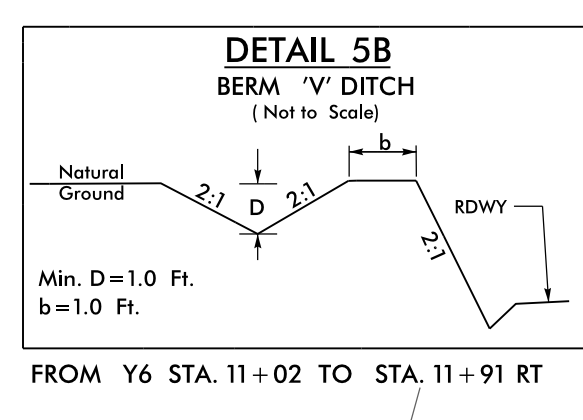 DETAIL 5B
BERM 'V' DITCH
( Not to Scale)
b
Natural
Ground
2:1
D
2:1
2:1
RDWY
Min. D=1.0 Ft.
b=1.0 Ft.
FROM Y6 STA. 11+02 TO STA. 11+91 RT